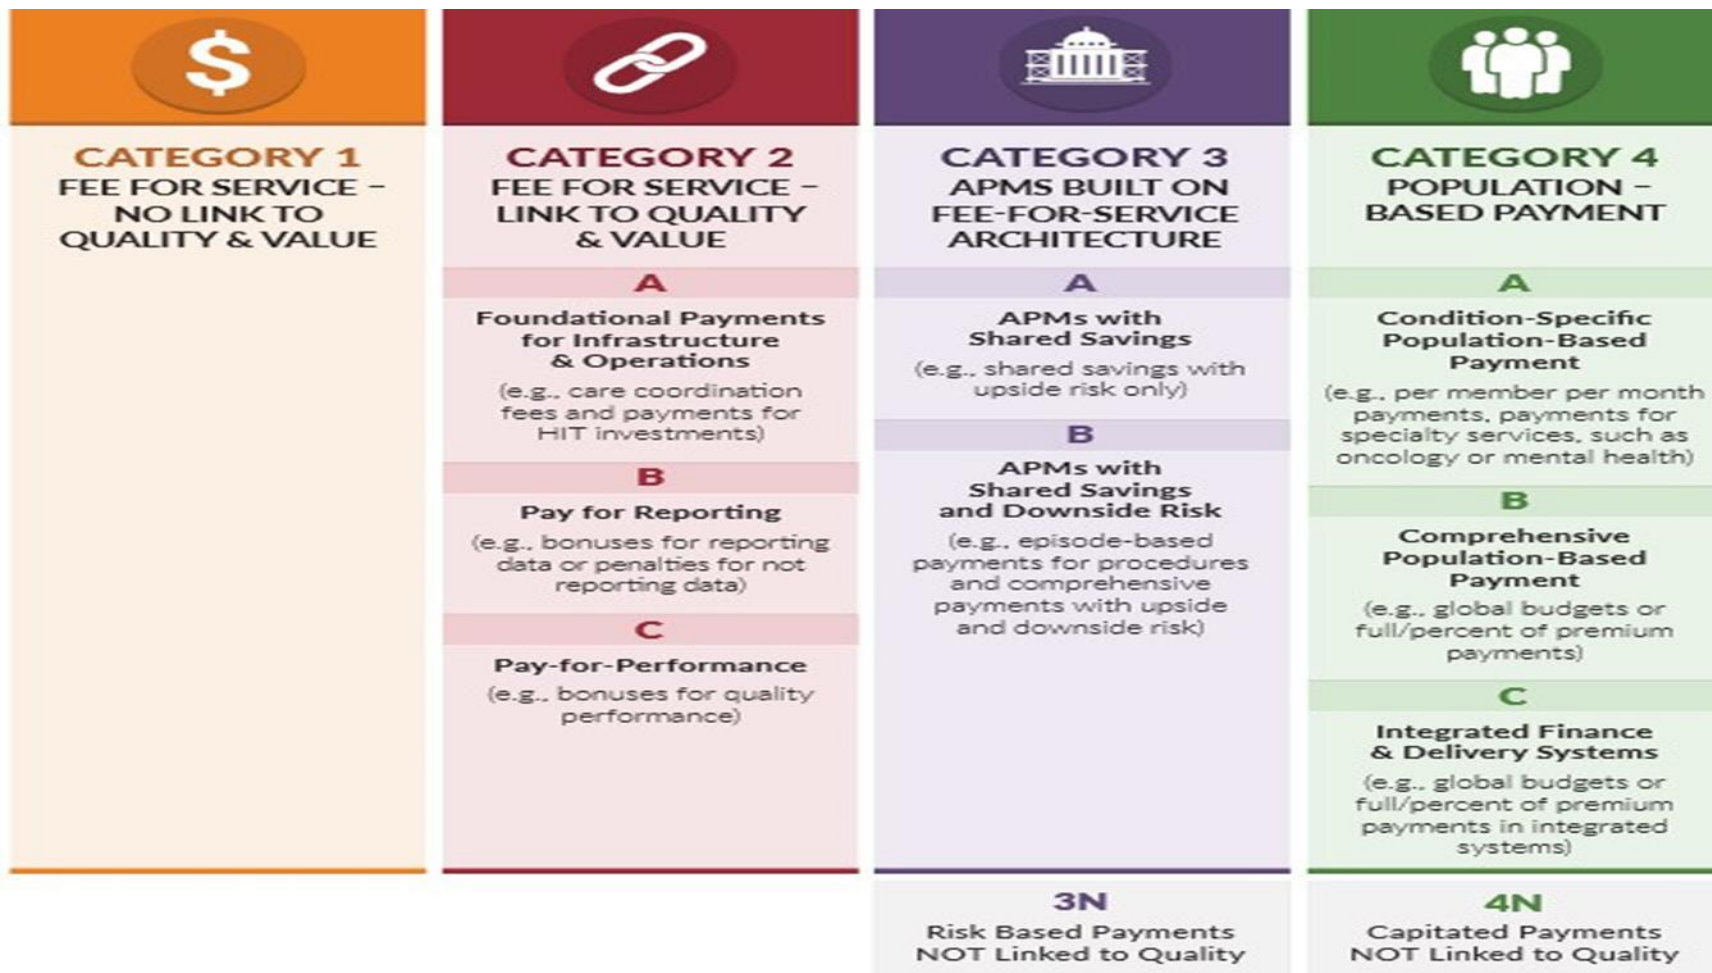 $
CATEGORY 1
FEE FOR SERVICE –
NO LINK TO
QUALITY & VALUE
CATEGORY 2
FEE FOR SERVICE –
LINK TO QUALITY
& VALUE
A
Foundational Payments
for Infrastructure
& Operations
(e.g., care coordination
fees and payments for
HIT investments)
B
Pay for Reporting
(e.g., bonuses for reporting
data or penalties for not
reporting data)
C
Pay-for-Performance
(e.g., bonuses for quality
performance)
CATEGORY 3
APMS BUILT ON
FEE-FOR-SERVICE
ARCHITECTURE
A
APMs with
Shared Savings
(e.g., shared savings with
upside risk only)
B
APMs with
Shared Savings
and Downside Risk
(e.g., episode-based
payments for procedures
and comprehensive
payments with upside
and downside risk)
3N
Risk Based Payments
NOT Linked to Quality
CATEGORY 4
POPULATION –
BASED PAYMENT
A
Condition-Specific
Population-Based
Payment
(e.g., per member per month
payments, payments for
specialty services, such as
oncology or mental health)
B
Comprehensive
Population-Based
Payment
(e.g., global budgets or
full/percent of premium
payments)
C
Integrated Finance
& Delivery Systems
(e.g., global budgets or
full/percent of premium
payments in integrated
systems)
4N
Capitated Payments
NOT Linked to Quality